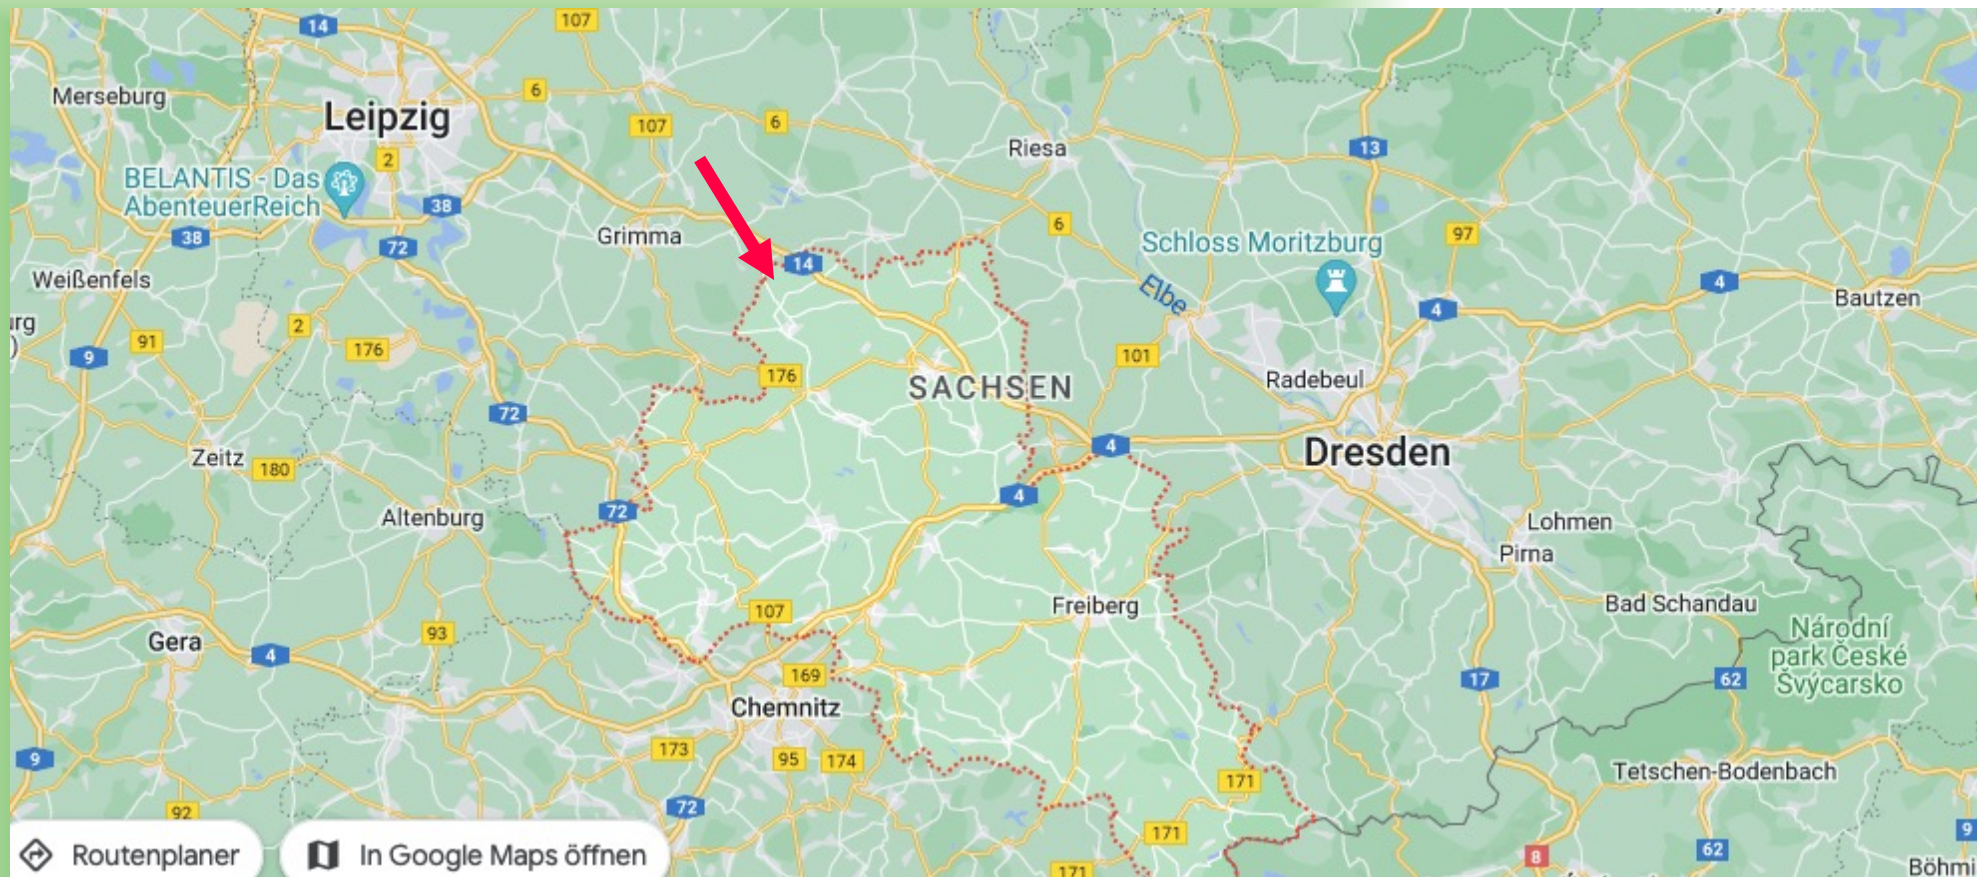 14
107
Merseburg
Leipzig
6
107
6
Riesa
13
2
BELANTIS - Das
AbenteuerReich
38
38
72
Grimma
6
97
Schloss Moritzburg
14
4
Weißenfels
Elbe
4
Bautzen
urg
)
2
91
176
9
176
101
SACHSEN
Radebeul
72
4
Dresden
Zeitz
180
4
72
Altenburg
Lohmen
Pirna
107
Freiberg
Bad Schandau
93
Gera
4
Národní
park České
Švýcarsko
169
17
62
Chemnitz
173
95
174
9
171
Tetschen-Bodenbach
72
92
171
9
62
8
171
Böhmi
Routenplaner
In Google Maps öffnen